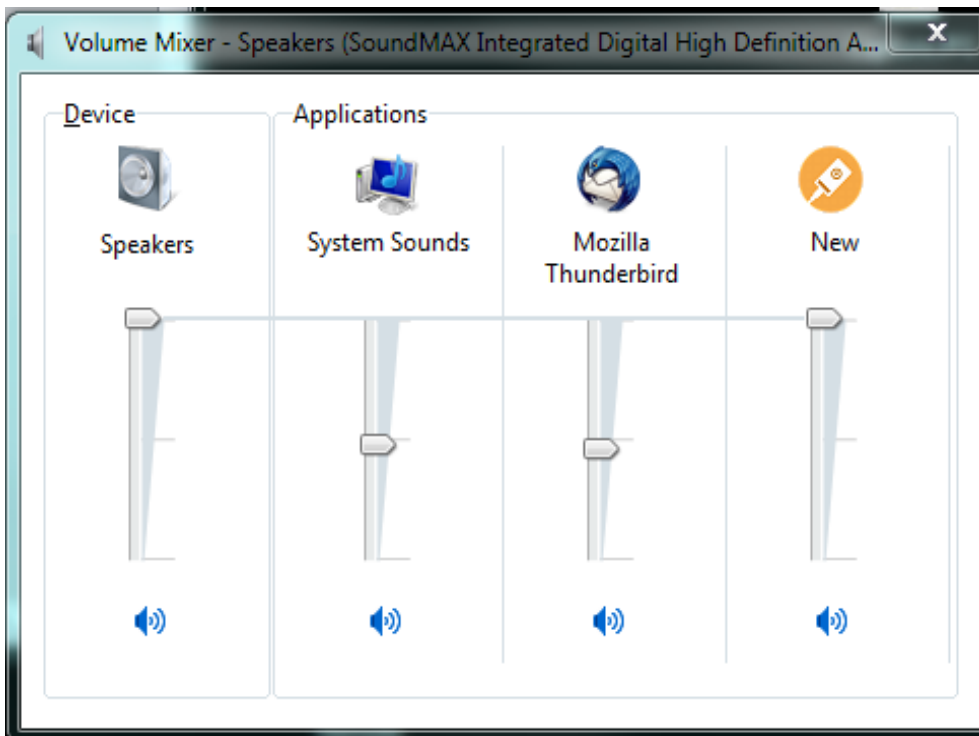 Volume Mixer - Speakers (SoundMAX Integrated Digital High Definition A...
X
Device
Applications
Speakers
System Sounds
Mozilla
Thunderbird
New